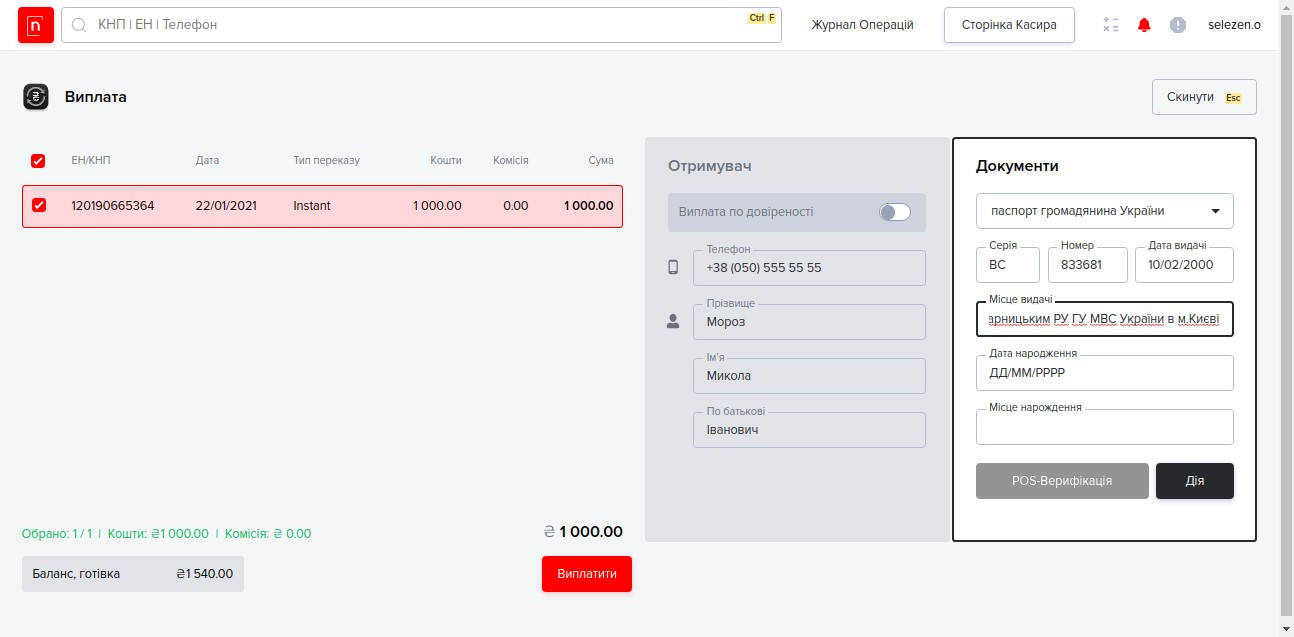 n
КНП | ЕН | Телефон
Ctrl F
Журнал Операцій
Сторінка Касира
selezen.o
Виплата
Скинути Esc
ЕН/КНП Дата Тип переказу Кошти Комісія Сума
120190665364 22/01/2021 Instant 1 000.00 0.00 1 000.00
Обрано: 1 / 1 | Кошти: ₴1 000.00 | Комісія: ₴ 0.00
₴ 1 000.00
Баланс, готівка ₴1 540.00
Виплатити
Отримувач
Виплата по довіреності
Телефон
+38 (050) 555 55 55
Прізвище
Мороз
Ім'я
Микола
По батькові
Іванович
Документи
паспорт громадянина України
Серія Номер Дата видачі
ВС 833681 10/02/2000
Місце видачі
арницьким РУ ГУ МВС України в м.Києві
Дата народження
ДД/ММ/РРРР
Місце народження
POS-Верифікація
Дія